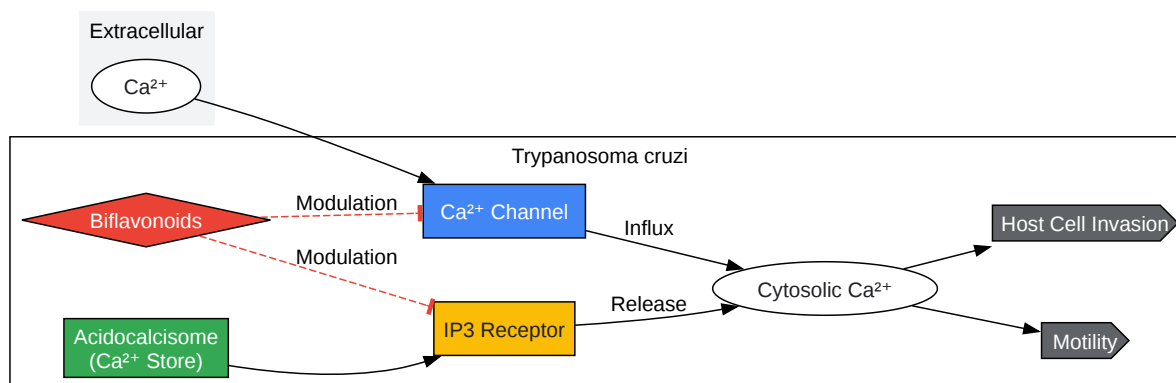 Extracellular
Ca²⁺
Trypanosoma cruzi
Biflavonoids
Modulation
Modulation
Ca²⁺ Channel
Influx
Host Cell Invasion
Cytosolic Ca²⁺
Release
IP3 Receptor
Acidocalcisome
(Ca²⁺ Store)
Motility